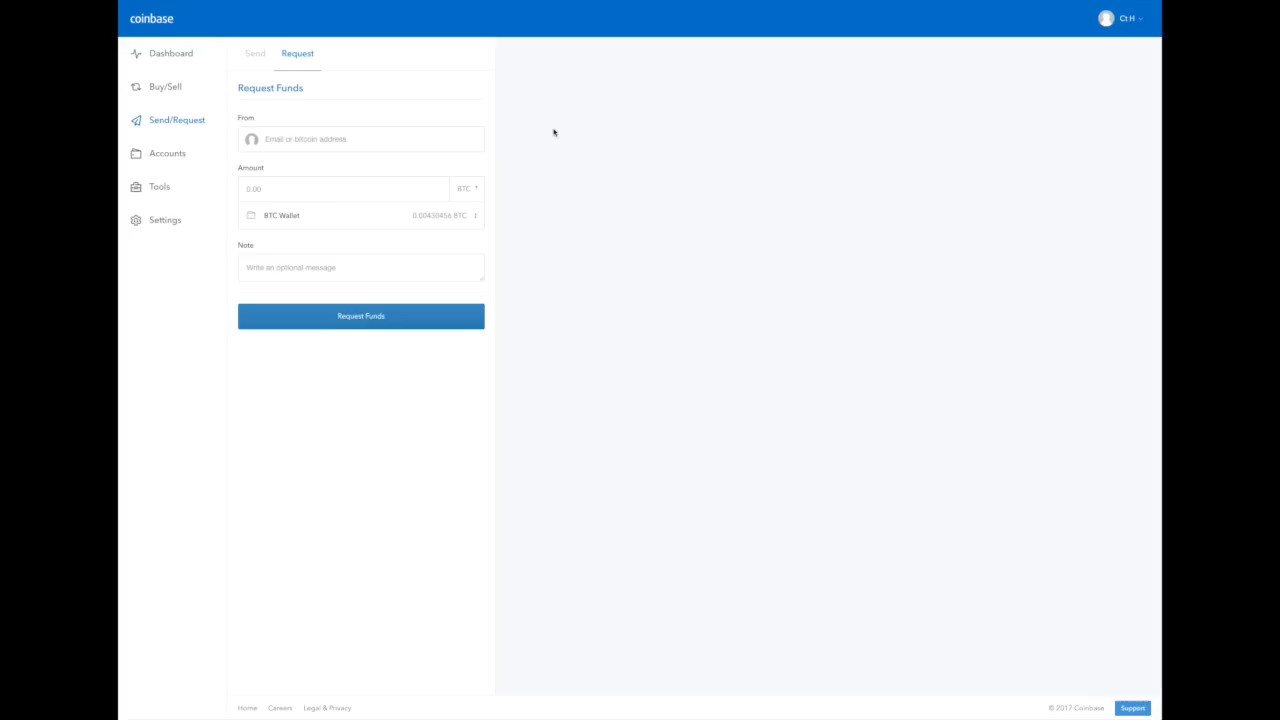 coinbase
Ct H
Dashboard
Buy/Sell
Send/Request
Accounts
Tools
Settings
Send Request
Request Funds
From
Email or bitcoin address
Amount
0.00 BTC
BTC Wallet 0.00430456 BTC
Note
Write an optional message
Request Funds
Home Careers Legal & Privacy © 2017 Coinbase Support